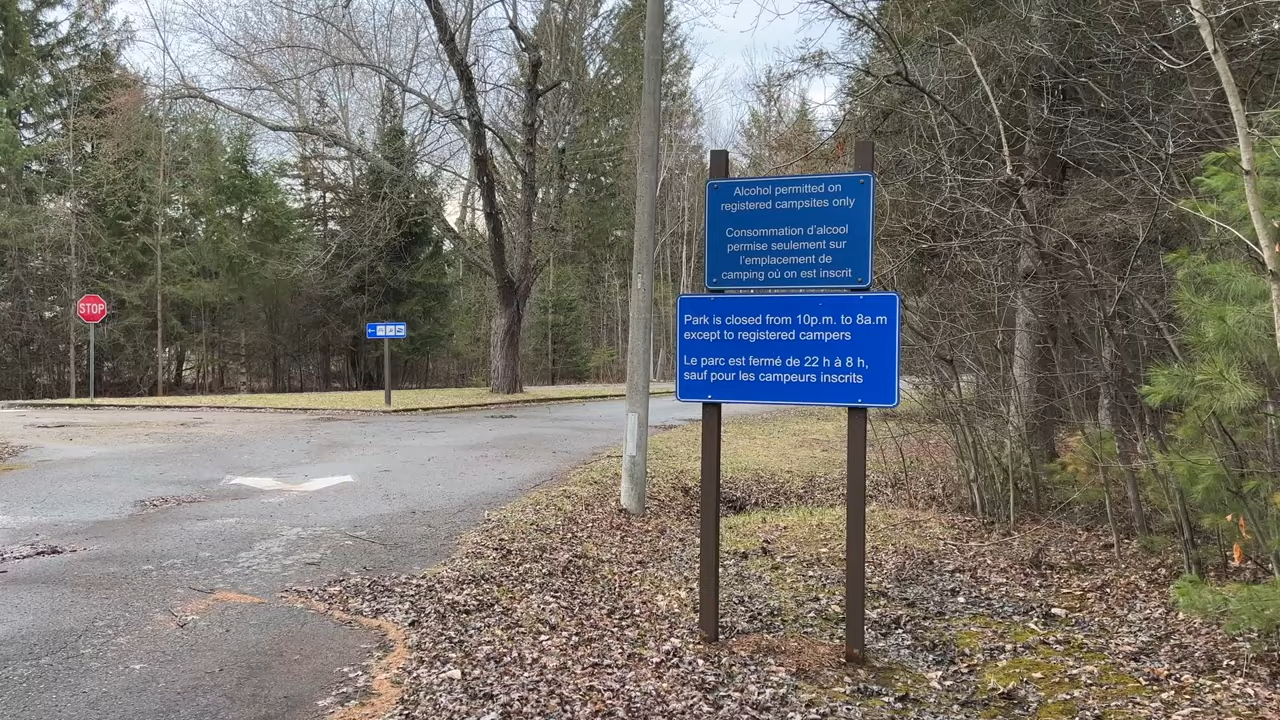 STOP
Alcohol permitted on
registered campsites only
Consommation d'alcool
permise seulement sur
l'emplacement de
camping où on est inscrit
Park is closed from 10p.m. to 8a.m
except to registered campers
Le parc est fermé de 22 h à 8 h,
sauf pour les campeurs inscrits